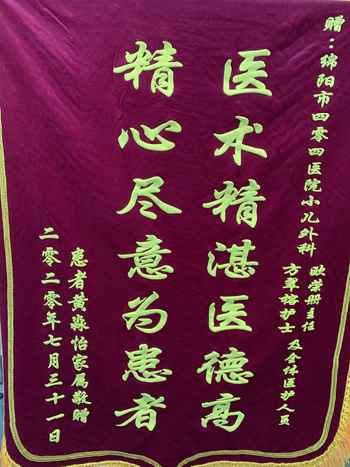 赠：绵阳市四零四医院小儿外科
欧荣册主任
方翠榕护士
及全体医护人员
医术精湛医德高
精心尽意为患者
患者黄淼怡家属敬赠
二零二零年七月三十一日